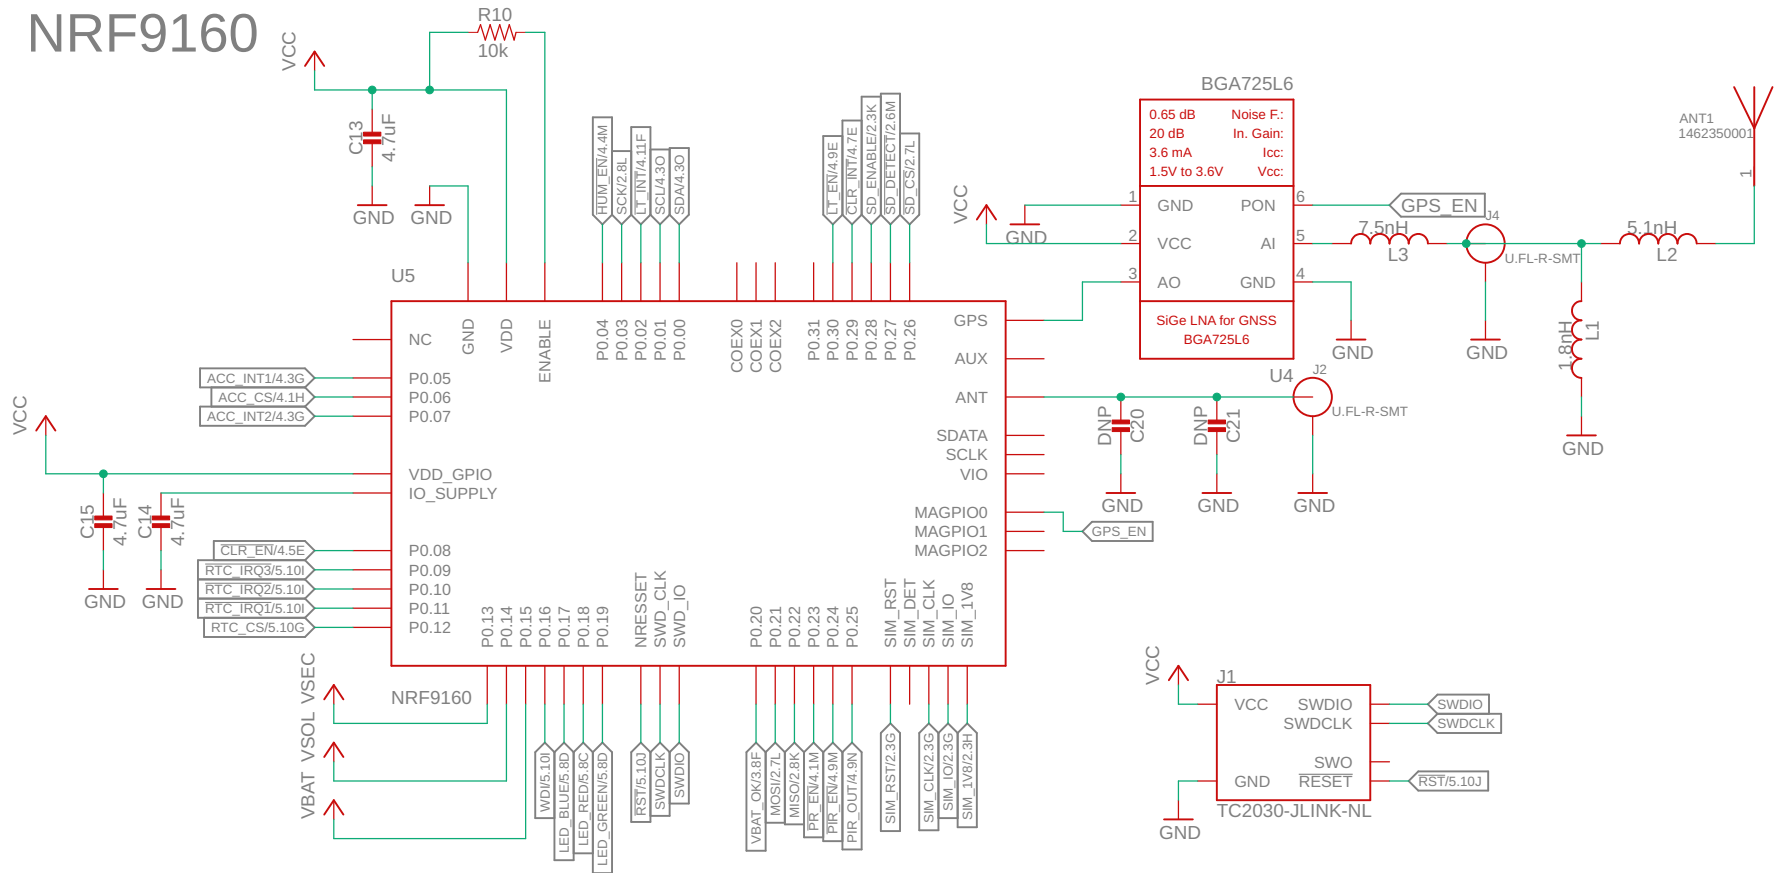 NRF9160
VCC
R10
10k
C13
4.7uF
GND
GND
HUM_EN/4.4M
SCK/2.8L
LT_INT/4.11F
SCL/4.3O
SDA/4.3O
LT_EN/4.9E
CLR_INT/4.7E
SD_ENABLE/2.3K
SD_DETECT/2.6M
SD_CS/2.7L
BGA725L6
0.65 dB Noise F.:
20 dB In. Gain:
3.6 mA Icc:
1.5V to 3.6V Vcc:
1 GND PON 6
2 VCC AI 5
3 AO GND 4
SiGe LNA for GNSS
BGA725L6
U4
VCC
GND
GPS_EN
7.5nH
L3
J4
U.FL-R-SMT
GND
GND
5.1nH
L2
ANT1
1462350001
1
1.8nH
L1
GND
U5
NC
GND
VDD
ENABLE
P0.04
P0.03
P0.02
P0.01
P0.00
COEX0
COEX1
COEX2
P0.31
P0.30
P0.29
P0.28
P0.27
P0.26
GPS
AUX
ANT
SDATA
SCLK
VIO
MAGPIO0
MAGPIO1
MAGPIO2
GPS_EN
DNP
C20
GND
DNP
C21
GND
J2
U.FL-R-SMT
GND
ACC_INT1/4.3G
ACC_CS/4.1H
ACC_INT2/4.3G
P0.05
P0.06
P0.07
VCC
VDD_GPIO
IO_SUPPLY
C15
4.7uF
GND
C14
4.7uF
GND
CLR_EN/4.5E
RTC_IRQ3/5.10I
RTC_IRQ2/5.10I
RTC_IRQ1/5.10I
RTC_CS/5.10G
P0.08
P0.09
P0.10
P0.11
P0.12
P0.13
P0.14
P0.15
P0.16
P0.17
P0.18
P0.19
NRESSET
SWD_CLK
SWD_IO
P0.20
P0.21
P0.22
P0.23
P0.24
P0.25
SIM_RST
SIM_DET
SIM_CLK
SIM_IO
SIM_1V8
NRF9160
VSEC
VSOL
VBAT
WDI/5.10I
LED_BLUE/5.8D
LED_RED/5.8C
LED_GREEN/5.8D
RST/5.10J
SWDCLK
SWDIO
VBAT_OK/3.8F
MOSI/2.7L
MISO/2.8K
PR_EN/4.1M
PIR_EN/4.9M
PIR_OUT/4.9N
SIM_RST/2.3G
SIM_CLK/2.3G
SIM_IO/2.3G
SIM_1V8/2.3H
VCC
J1
VCC SWDIO
SWDCLK
SWO
GND RESET
TC2030-JLINK-NL
GND
SWDIO
SWDCLK
RST/5.10J